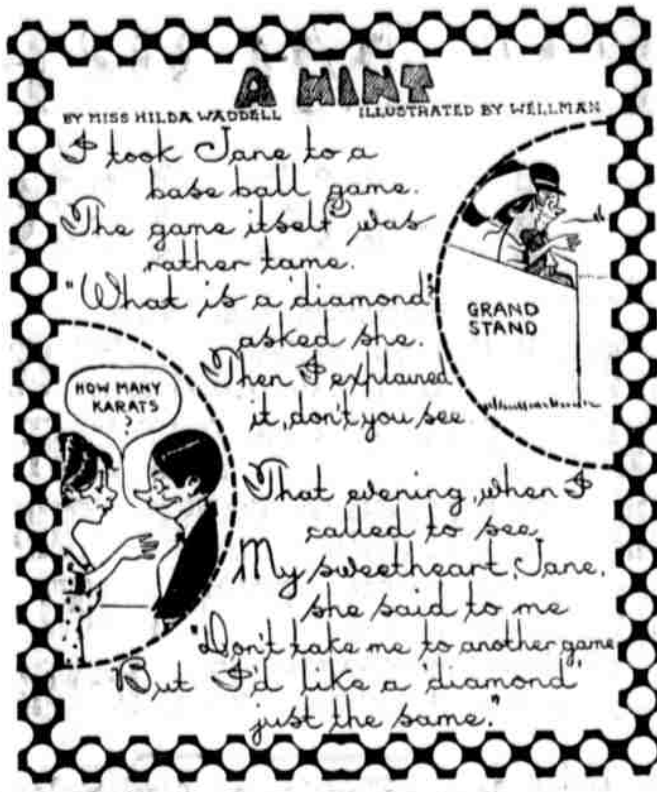 A HINT
BY MISS HILDA WADDELL
ILLUSTRATED BY WELLMAN
I took Jane to a
base ball game.
The game itself was
rather tame.
"What is a 'diamond'"
asked she.
Then I explained
it, don't you see.
GRAND
STAND
HOW MANY
KARATS
?
That evening, when I
called to see
My sweetheart, Jane,
she said to me
"Don't take me to another game
But I'd like a 'diamond'
just the same."